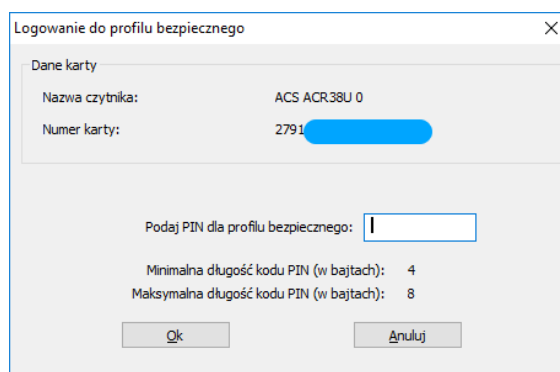 Logowanie do profilu bezpiecznego
Dane karty
Nazwa czytnika: ACS ACR38U 0
Numer karty: 2791
Podaj PIN dla profilu bezpiecznego:
Minimalna długość kodu PIN (w bajtach): 4
Maksymalna długość kodu PIN (w bajtach): 8
Ok Anuluj